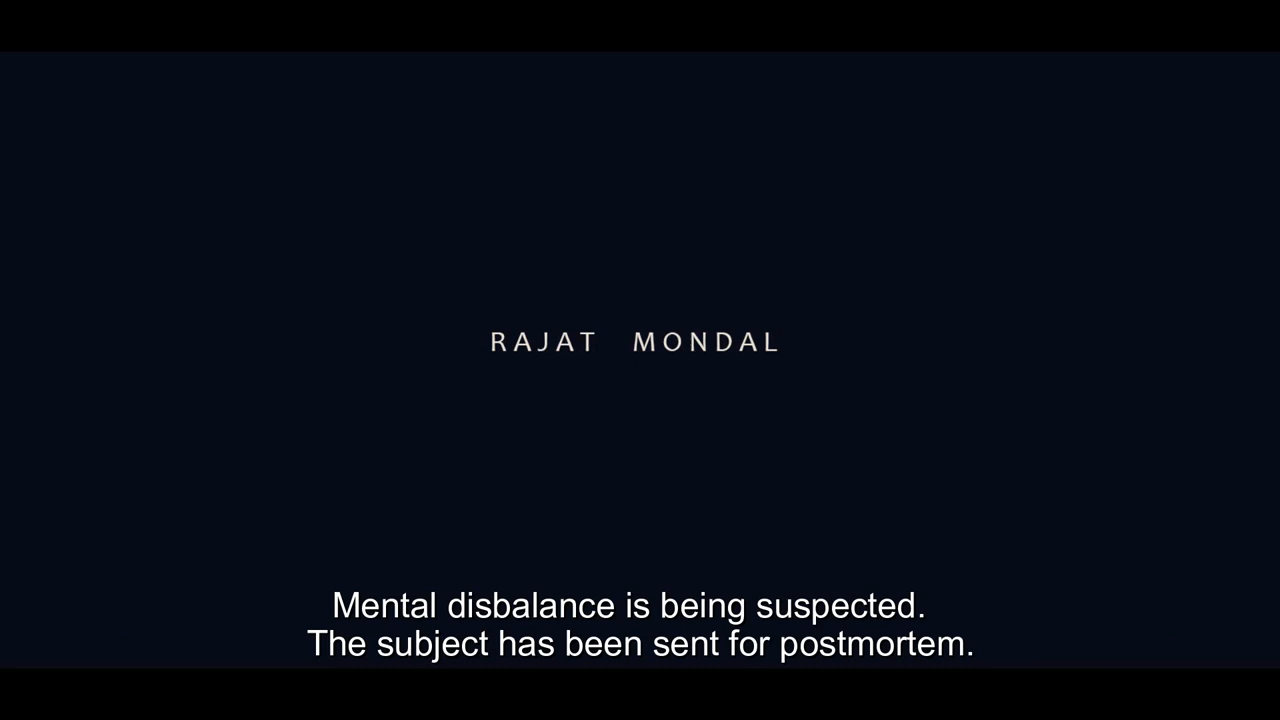 RAJAT MONDAL
Mental disbalance is being suspected.
The subject has been sent for postmortem.